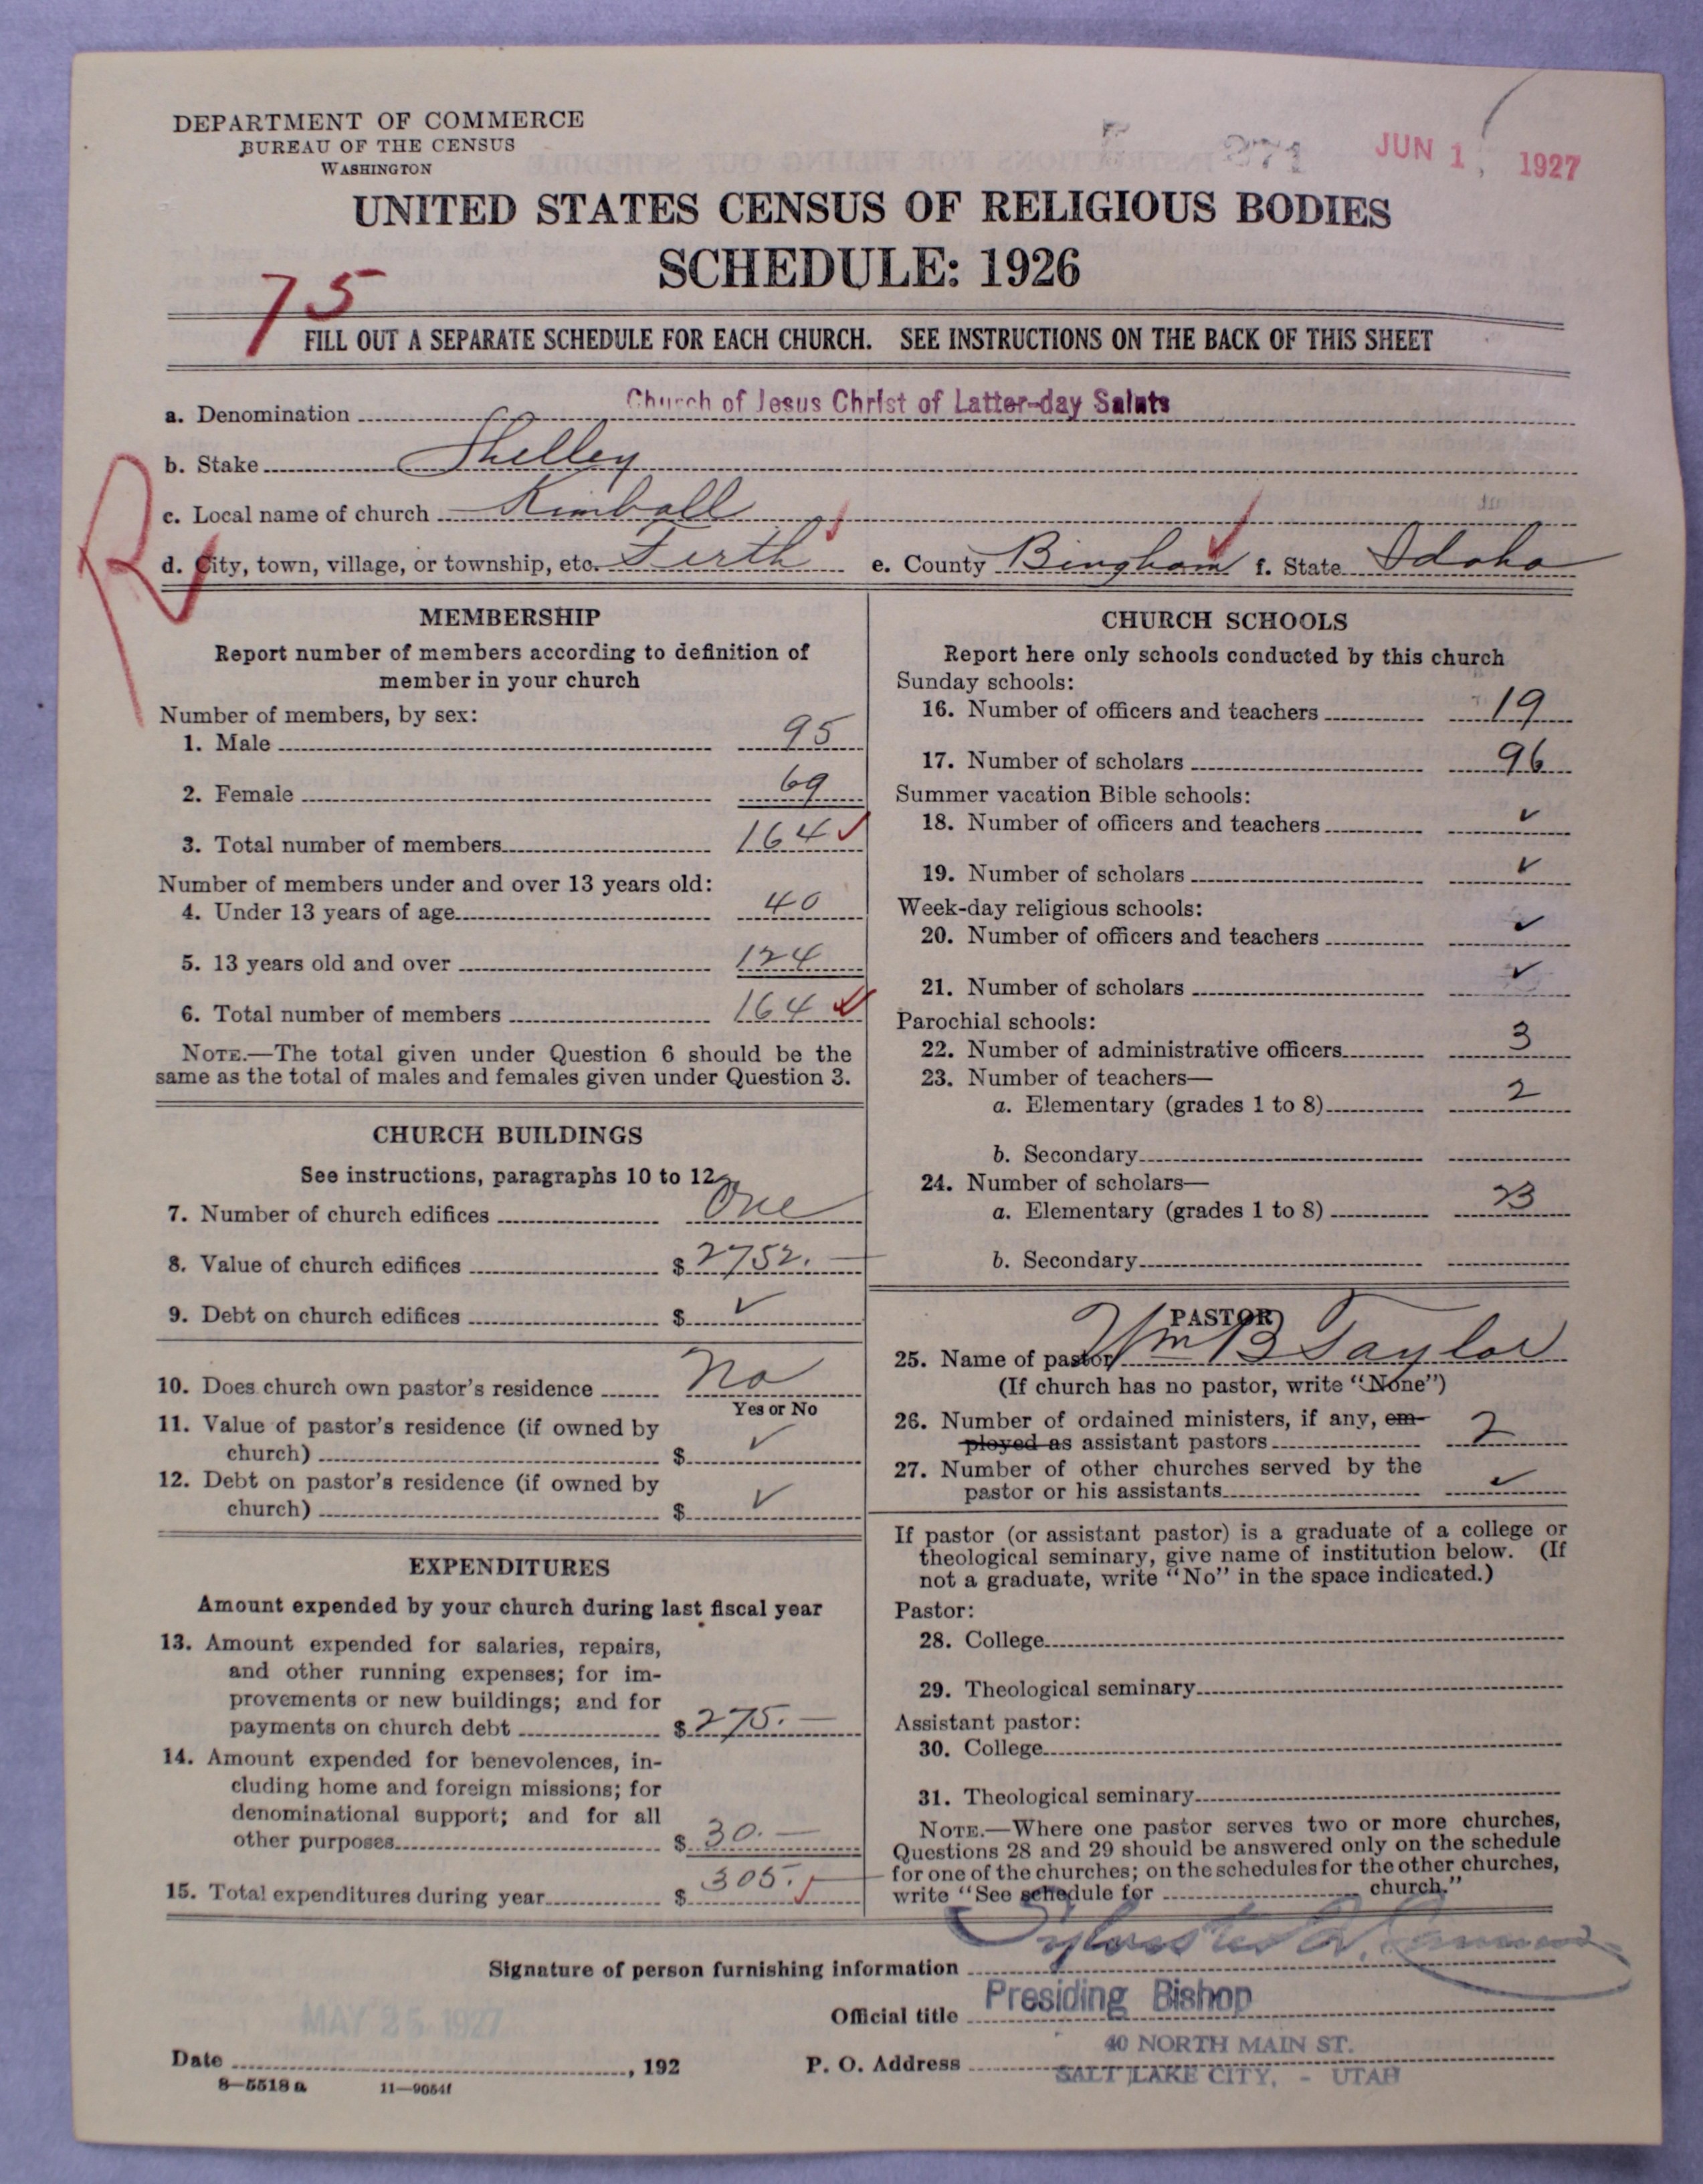 DEPARTMENT OF COMMERCE
BUREAU OF THE CENSUS
WASHINGTON
371
JUN 1, 1927
UNITED STATES CENSUS OF RELIGIOUS BODIES
SCHEDULE: 1926
75
FILL OUT A SEPARATE SCHEDULE FOR EACH CHURCH. SEE INSTRUCTIONS ON THE BACK OF THIS SHEET
a. Denomination Church of Jesus Christ of Latter-day Saints
b. Stake Shelley
c. Local name of church Kimball
R
d. City, town, village, or township, etc. Firth e. County Bingham f. State Idaho
MEMBERSHIP
Report number of members according to definition of
member in your church
Number of members, by sex:
1. Male 95
2. Female 69
3. Total number of members 164 ✓
Number of members under and over 13 years old:
4. Under 13 years of age 40
5. 13 years old and over 124
6. Total number of members 164 ✓
NOTE.—The total given under Question 6 should be the
same as the total of males and females given under Question 3.
CHURCH BUILDINGS
See instructions, paragraphs 10 to 12
7. Number of church edifices One
8. Value of church edifices $ 2752.—
9. Debt on church edifices $ ✓
10. Does church own pastor's residence No
Yes or No
11. Value of pastor's residence (if owned by
church) $ ✓
12. Debt on pastor's residence (if owned by
church) $ ✓
EXPENDITURES
Amount expended by your church during last fiscal year
13. Amount expended for salaries, repairs,
and other running expenses; for im-
provements or new buildings; and for
payments on church debt $ 275.—
14. Amount expended for benevolences, in-
cluding home and foreign missions; for
denominational support; and for all
other purposes $ 30.—
15. Total expenditures during year $ 305.— ✓
CHURCH SCHOOLS
Report here only schools conducted by this church
Sunday schools:
16. Number of officers and teachers 19
17. Number of scholars 96
Summer vacation Bible schools:
18. Number of officers and teachers ✓
19. Number of scholars ✓
Week-day religious schools:
20. Number of officers and teachers ✓
21. Number of scholars ✓
Parochial schools:
22. Number of administrative officers 3
23. Number of teachers—
a. Elementary (grades 1 to 8) 2
b. Secondary
24. Number of scholars—
a. Elementary (grades 1 to 8) 23
b. Secondary
PASTOR
25. Name of pastor Wm B Taylor
(If church has no pastor, write "None")
26. Number of ordained ministers, if any, em-
ployed as assistant pastors 2
27. Number of other churches served by the
pastor or his assistants ✓
If pastor (or assistant pastor) is a graduate of a college or
theological seminary, give name of institution below. (If
not a graduate, write "No" in the space indicated.)
Pastor:
28. College
29. Theological seminary
Assistant pastor:
30. College
31. Theological seminary
NOTE.—Where one pastor serves two or more churches,
Questions 28 and 29 should be answered only on the schedule
for one of the churches; on the schedules for the other churches,
write "See schedule for church."
Signature of person furnishing information Sylvester Q. Cannon
Official title Presiding Bishop
MAY 25 1927
Date , 192
P. O. Address 40 NORTH MAIN ST.
SALT LAKE CITY, - UTAH
8—5518 a 11—9054f